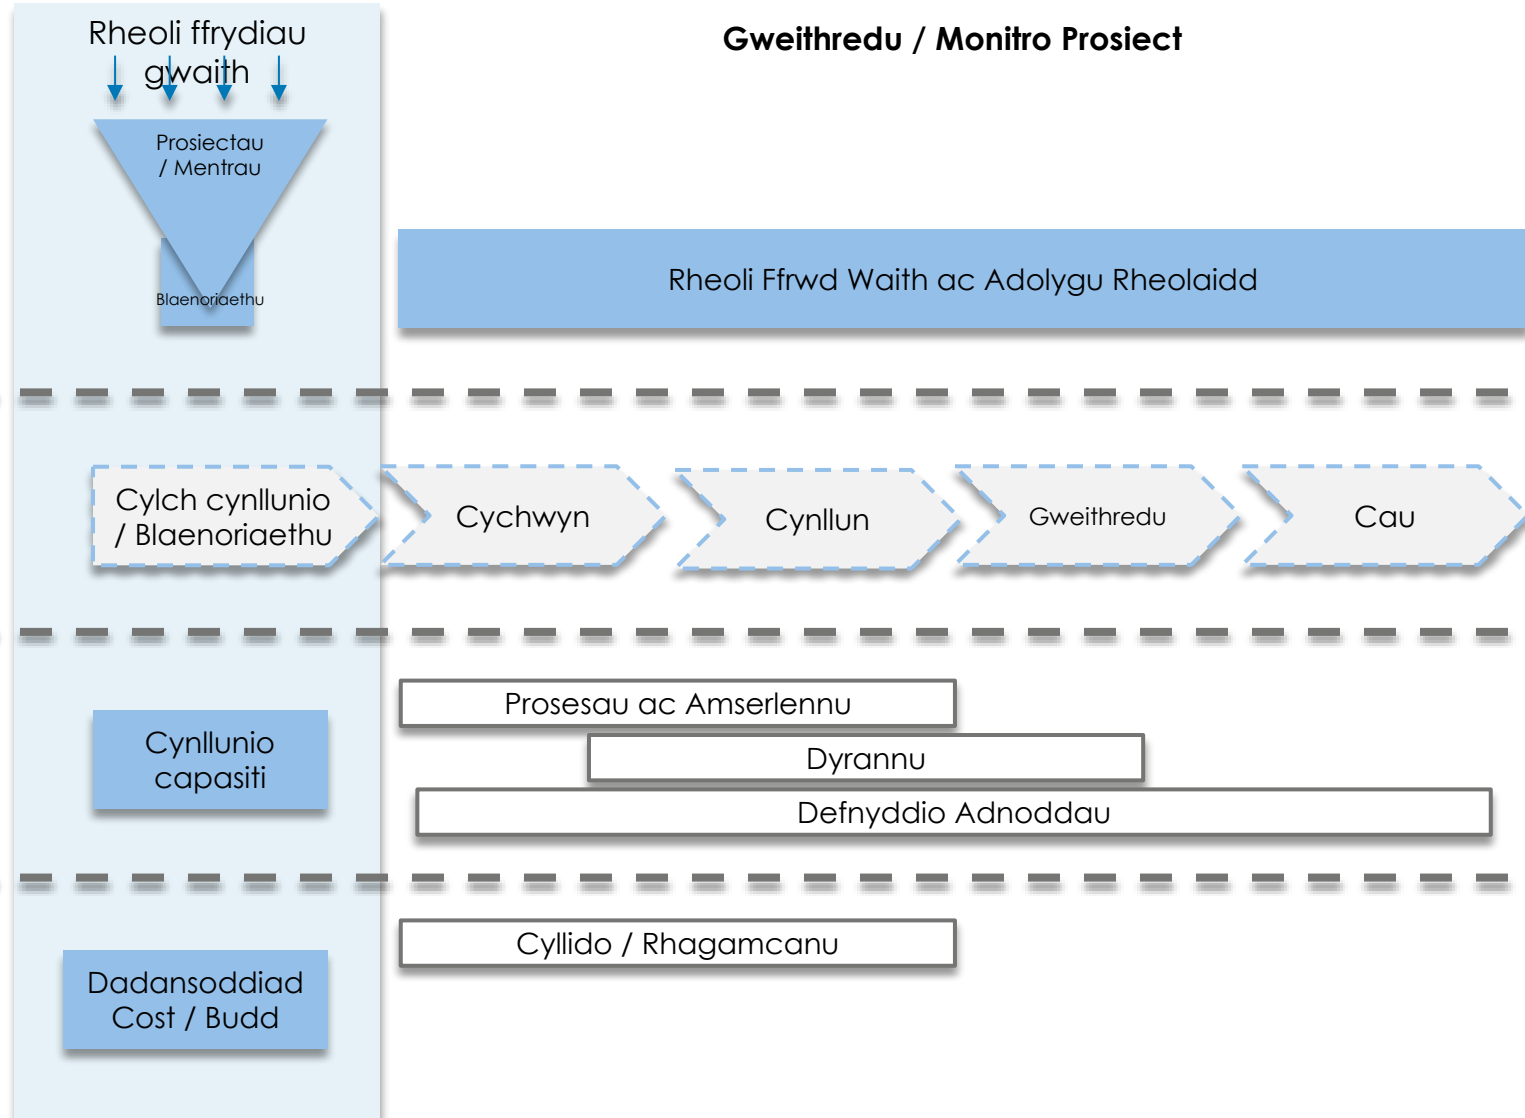 Rheoli ffrydiau
gwaith
Gweithredu / Monitro Prosiect
Prosiectau
/ Mentrau
Blaenoriaethu
Rheoli Ffrwd Waith ac Adolygu Rheolaidd
Cylch cynllunio
/ Blaenoriaethu
Cychwyn
Cynllun
Gweithredu
Cau
Cynllunio
capasiti
Prosesau ac Amserlennu
Dyrannu
Defnyddio Adnoddau
Dadansoddiad
Cost / Budd
Cyllido / Rhagamcanu